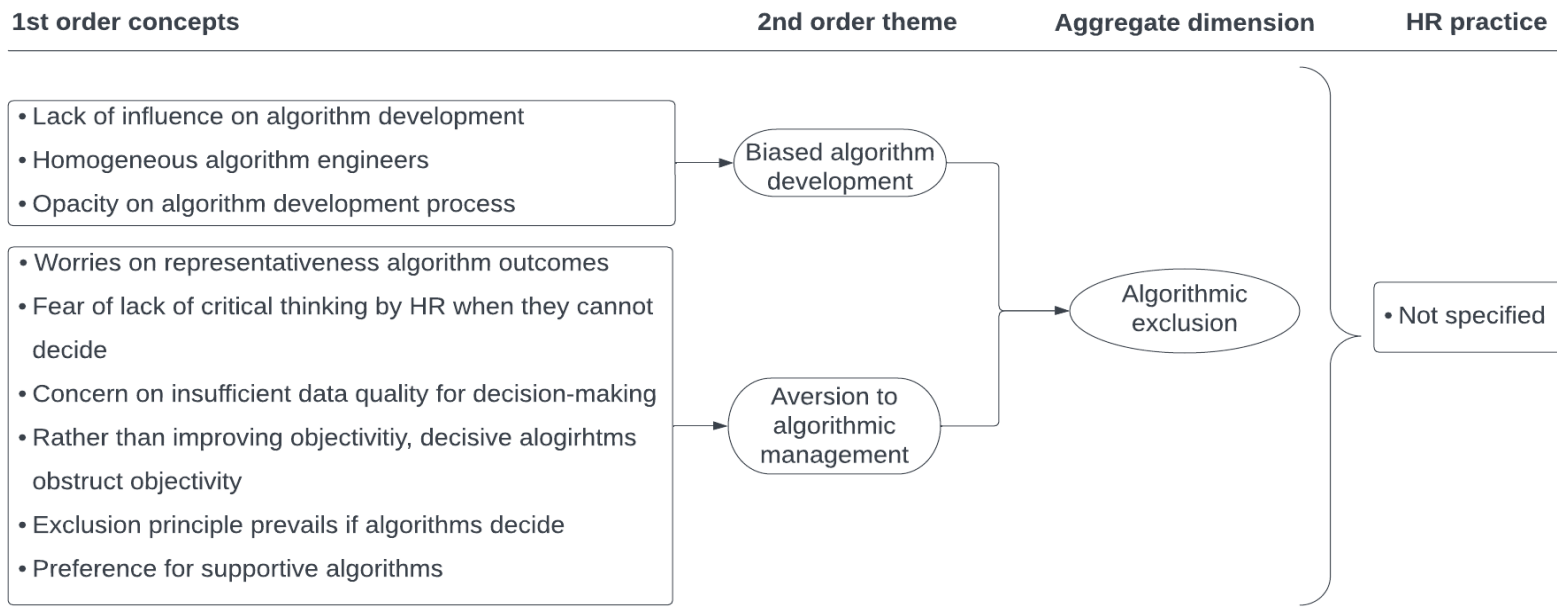 1st order concepts
2nd order theme
Aggregate dimension
HR practice
• Lack of influence on algorithm development
• Homogeneous algorithm engineers
• Opacity on algorithm development process
Biased algorithm
development
• Worries on representativeness algorithm outcomes
• Fear of lack of critical thinking by HR when they cannot
decide
• Concern on insufficient data quality for decision-making
• Rather than improving objectivitiy, decisive alogirhtms
obstruct objectivity
• Exclusion principle prevails if algorithms decide
• Preference for supportive algorithms
Aversion to
algorithmic
management
Algorithmic
exclusion
• Not specified